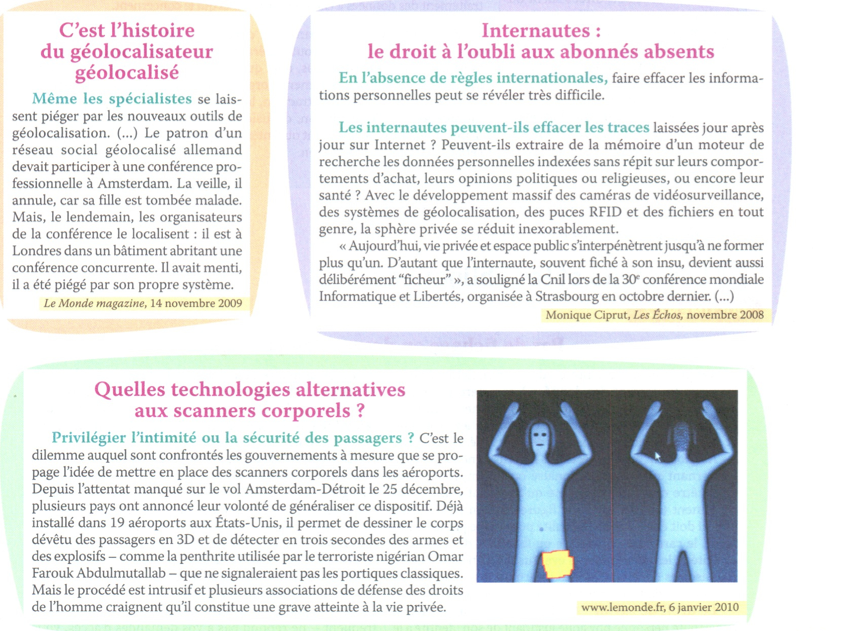 C'est l'histoire
du géolocalisateur
géolocalisé
Même les spécialistes se lais-
sent piéger par les nouveaux outils de
géolocalisation. (...) Le patron d'un
réseau social géolocalisé allemand
devait participer à une conférence pro-
fessionnelle à Amsterdam. La veille, il
annule, car sa fille est tombée malade.
Mais, le lendemain, les organisateurs
de la conférence le localisent : il est à
Londres dans un bâtiment abritant une
conférence concurrente. Il avait menti,
il a été piégé par son propre système.
Le Monde magazine, 14 novembre 2009
Internautes :
le droit à l'oubli aux abonnés absents
En l'absence de règles internationales, faire effacer les informa-
tions personnelles peut se révéler très difficile.
Les internautes peuvent-ils effacer les traces laissées jour après
jour sur Internet ? Peuvent-ils extraire de la mémoire d'un moteur de
recherche les données personnelles indexées sans répit sur leurs compor-
tements d'achat, leurs opinions politiques ou religieuses, ou encore leur
santé ? Avec le développement massif des caméras de vidéosurveillance,
des systèmes de géolocalisation, des puces RFID et des fichiers en tout
genre, la sphère privée se réduit inexorablement.
« Aujourd'hui, vie privée et espace public s'interpénètrent jusqu'à ne former
plus qu'un. D'autant que l'internaute, souvent fiché à son insu, devient aussi
délibérément “ficheur” », a souligné la Cnil lors de la 30e conférence mondiale
Informatique et Libertés, organisée à Strasbourg en octobre dernier. (...)
Monique Ciprut, Les Échos, novembre 2008
Quelles technologies alternatives
aux scanners corporels ?
Privilégier l'intimité ou la sécurité des passagers ? C'est le
dilemme auquel sont confrontés les gouvernements à mesure que se pro-
page l'idée de mettre en place des scanners corporels dans les aéroports.
Depuis l'attentat manqué sur le vol Amsterdam-Détroit le 25 décembre,
plusieurs pays ont annoncé leur volonté de généraliser ce dispositif. Déjà
installé dans 19 aéroports aux États-Unis, il permet de dessiner le corps
dévêtu des passagers en 3D et de détecter en trois secondes des armes et
des explosifs – comme la penthrite utilisée par le terroriste nigérian Omar
Farouk Abdulmutallab – que ne signaleraient pas les portiques classiques.
Mais le procédé est intrusif et plusieurs associations de défense des droits
de l'homme craignent qu'il constitue une grave atteinte à la vie privée.
www.lemonde.fr, 6 janvier 2010